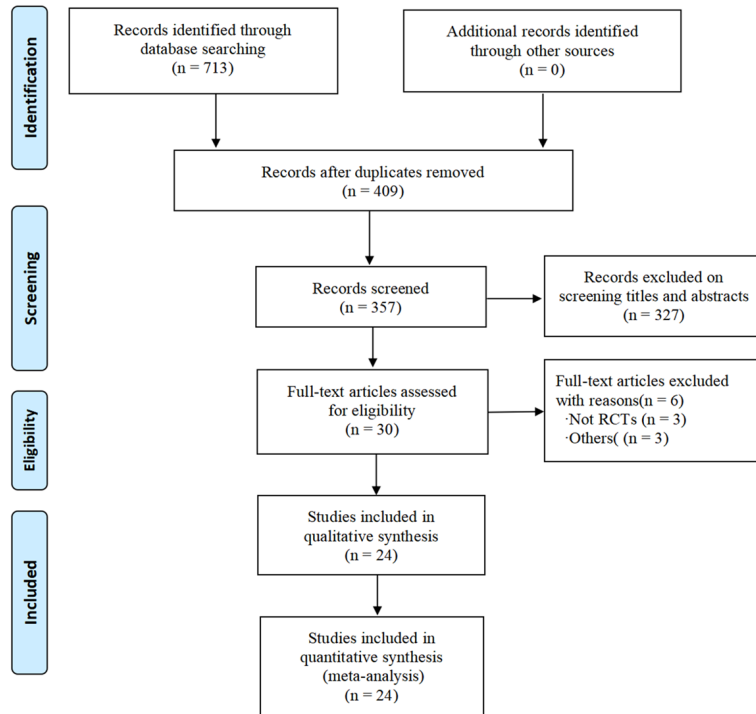 Identification
Records identified through
database searching
(n = 713)
Additional records identified
through other sources
(n = 0)
Records after duplicates removed
(n = 409)
Screening
Records screened
(n = 357)
Records excluded on
screening titles and abstracts
(n = 327)
Eligibility
Full-text articles assessed
for eligibility
(n = 30)
Full-text articles excluded
with reasons(n = 6)
·Not RCTs (n = 3)
·Others( (n = 3)
Included
Studies included in
qualitative synthesis
(n = 24)
Studies included in
quantitative synthesis
(meta-analysis)
(n = 24)